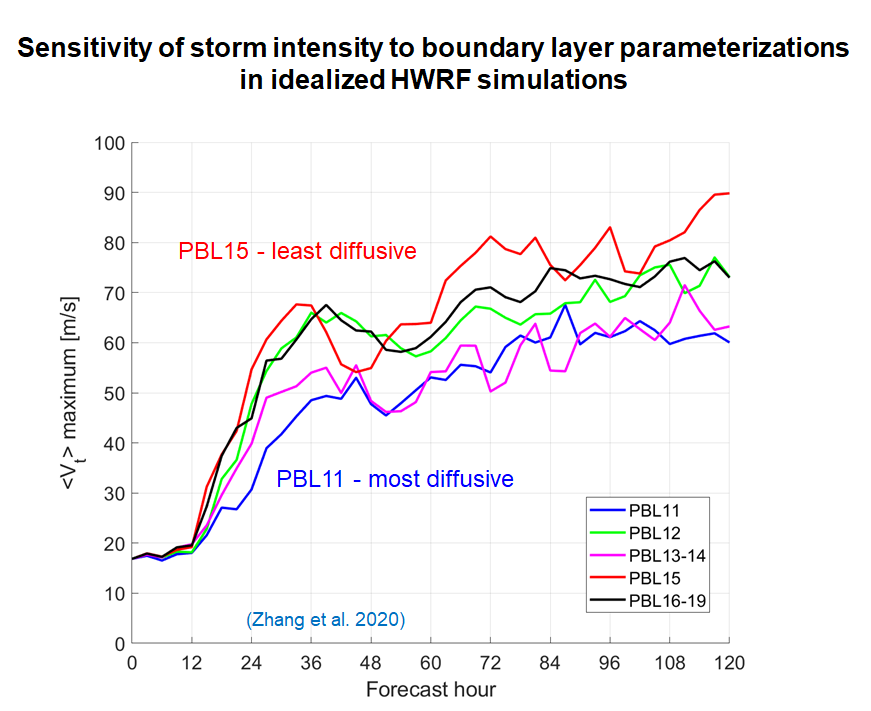 Sensitivity of storm intensity to boundary layer parameterizations
in idealized HWRF simulations
100
90
80
70
60
50
40
30
20
10
0
<Vt> maximum [m/s]
PBL15 - least diffusive
PBL11 - most diffusive
(Zhang et al. 2020)
PBL11
PBL12
PBL13-14
PBL15
PBL16-19
0 12 24 36 48 60 72 84 96 108 120
Forecast hour